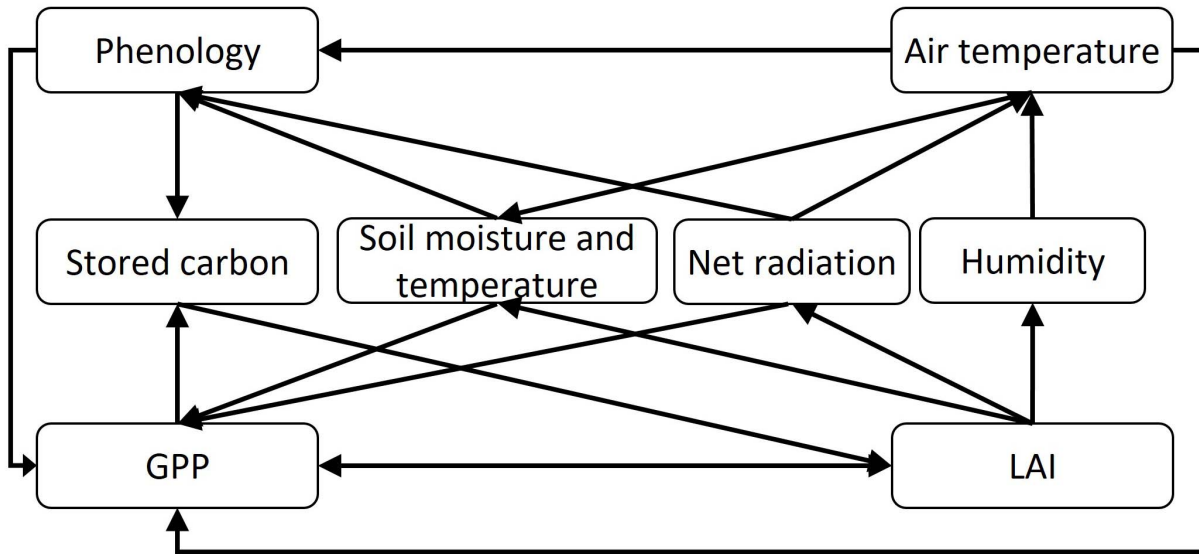 Phenology
Air temperature
Stored carbon
Soil moisture and
temperature
Net radiation
Humidity
GPP
LAI